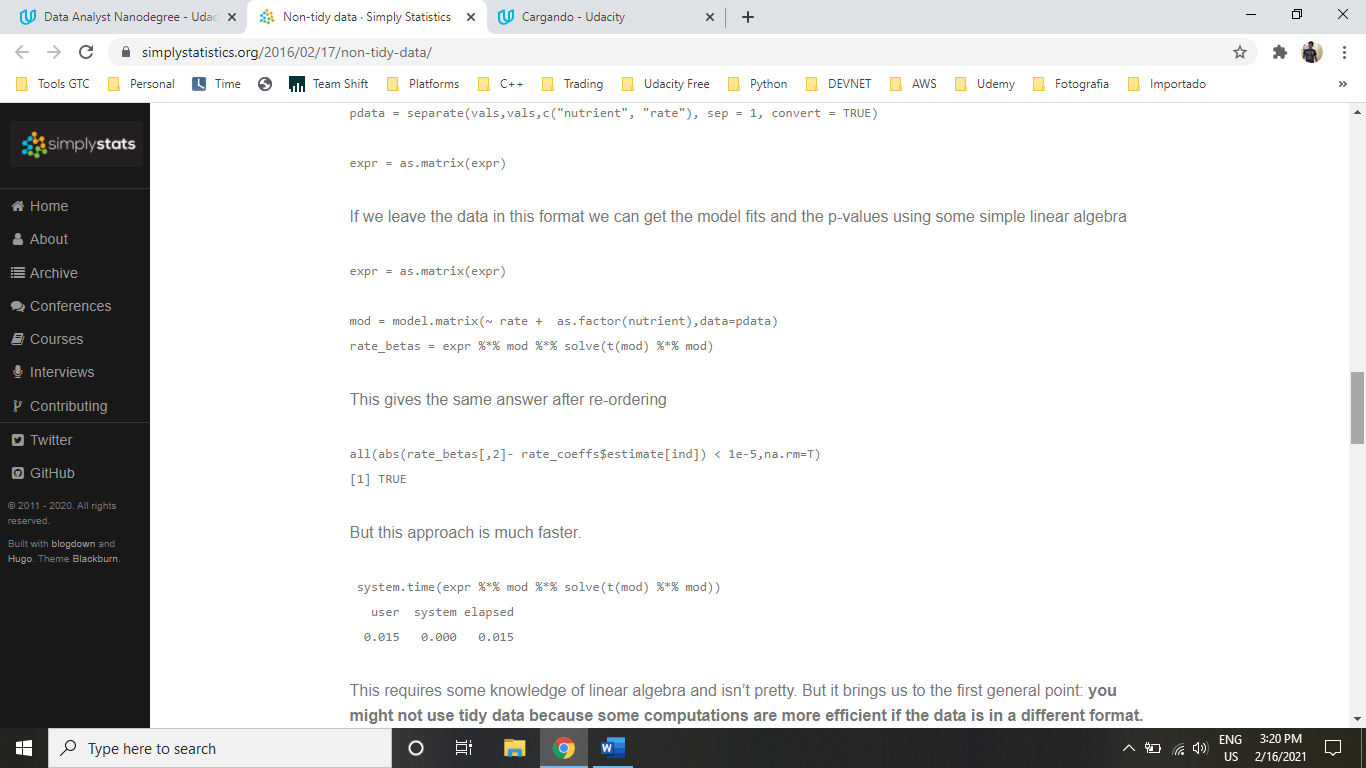 Data Analyst Nanodegree - Udac
Non-tidy data · Simply Statistics
Cargando - Udacity
simplystatistics.org/2016/02/17/non-tidy-data/
Tools GTC
Personal
Time
Team Shift
Platforms
C++
Trading
Udacity Free
Python
DEVNET
AWS
Udemy
Fotografia
Importado
»
simplystats
Home
About
Archive
Conferences
Courses
Interviews
Contributing
Twitter
GitHub
© 2011 - 2020. All rights
reserved.
Built with blogdown and
Hugo. Theme Blackburn.
pdata = separate(vals,vals,c("nutrient", "rate"), sep = 1, convert = TRUE)
expr = as.matrix(expr)
If we leave the data in this format we can get the model fits and the p-values using some simple linear algebra
expr = as.matrix(expr)
mod = model.matrix(~ rate +  as.factor(nutrient),data=pdata)
rate_betas = expr %*% mod %*% solve(t(mod) %*% mod)
This gives the same answer after re-ordering
all(abs(rate_betas[,2]- rate_coeffs$estimate[ind]) < 1e-5,na.rm=T)
[1] TRUE
But this approach is much faster.
system.time(expr %*% mod %*% solve(t(mod) %*% mod))
user  system elapsed
0.015   0.000   0.015
This requires some knowledge of linear algebra and isn't pretty. But it brings us to the first general point: you
might not use tidy data because some computations are more efficient if the data is in a different format.
Type here to search
W
ENG
US
3:20 PM
2/16/2021